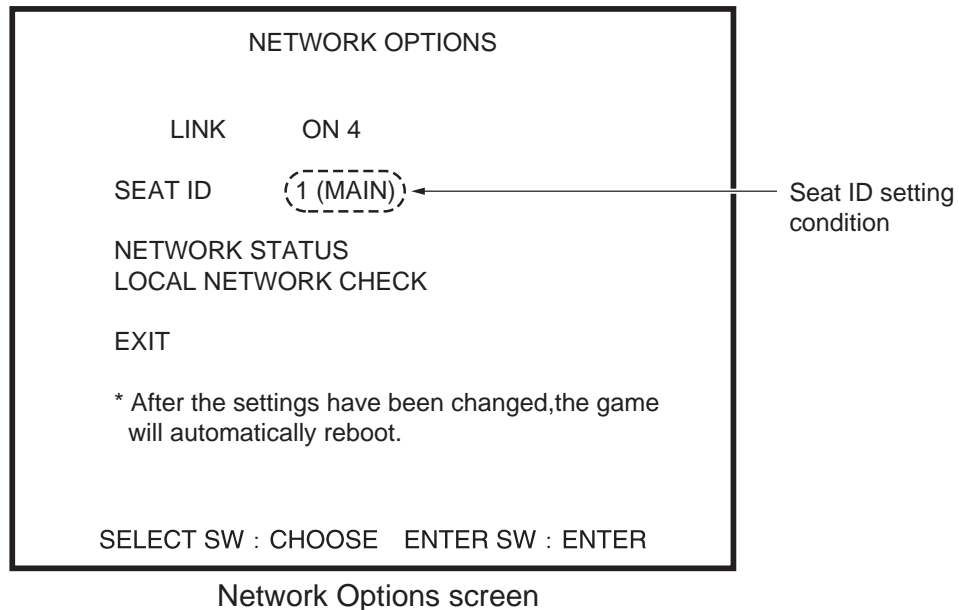 NETWORK OPTIONS
LINK ON 4
SEAT ID 1 (MAIN)
Seat ID setting
condition
NETWORK STATUS
LOCAL NETWORK CHECK
EXIT
* After the settings have been changed,the game
will automatically reboot.
SELECT SW : CHOOSE ENTER SW : ENTER
Network Options screen